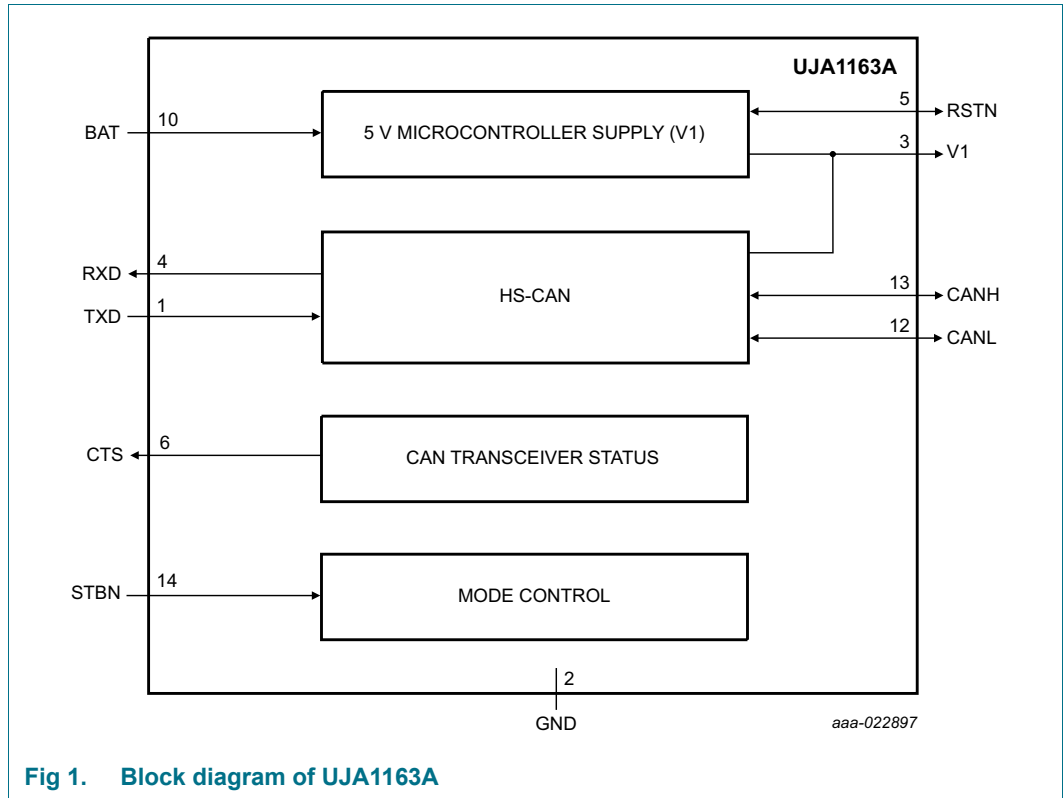 UJA1163A
BAT
10
5 V MICROCONTROLLER SUPPLY (V1)
5
RSTN
3
V1
RXD
4
TXD
1
HS-CAN
13
CANH
12
CANL
CTS
6
CAN TRANSCEIVER STATUS
STBN
14
MODE CONTROL
2
GND
aaa-022897
Fig 1. Block diagram of UJA1163A